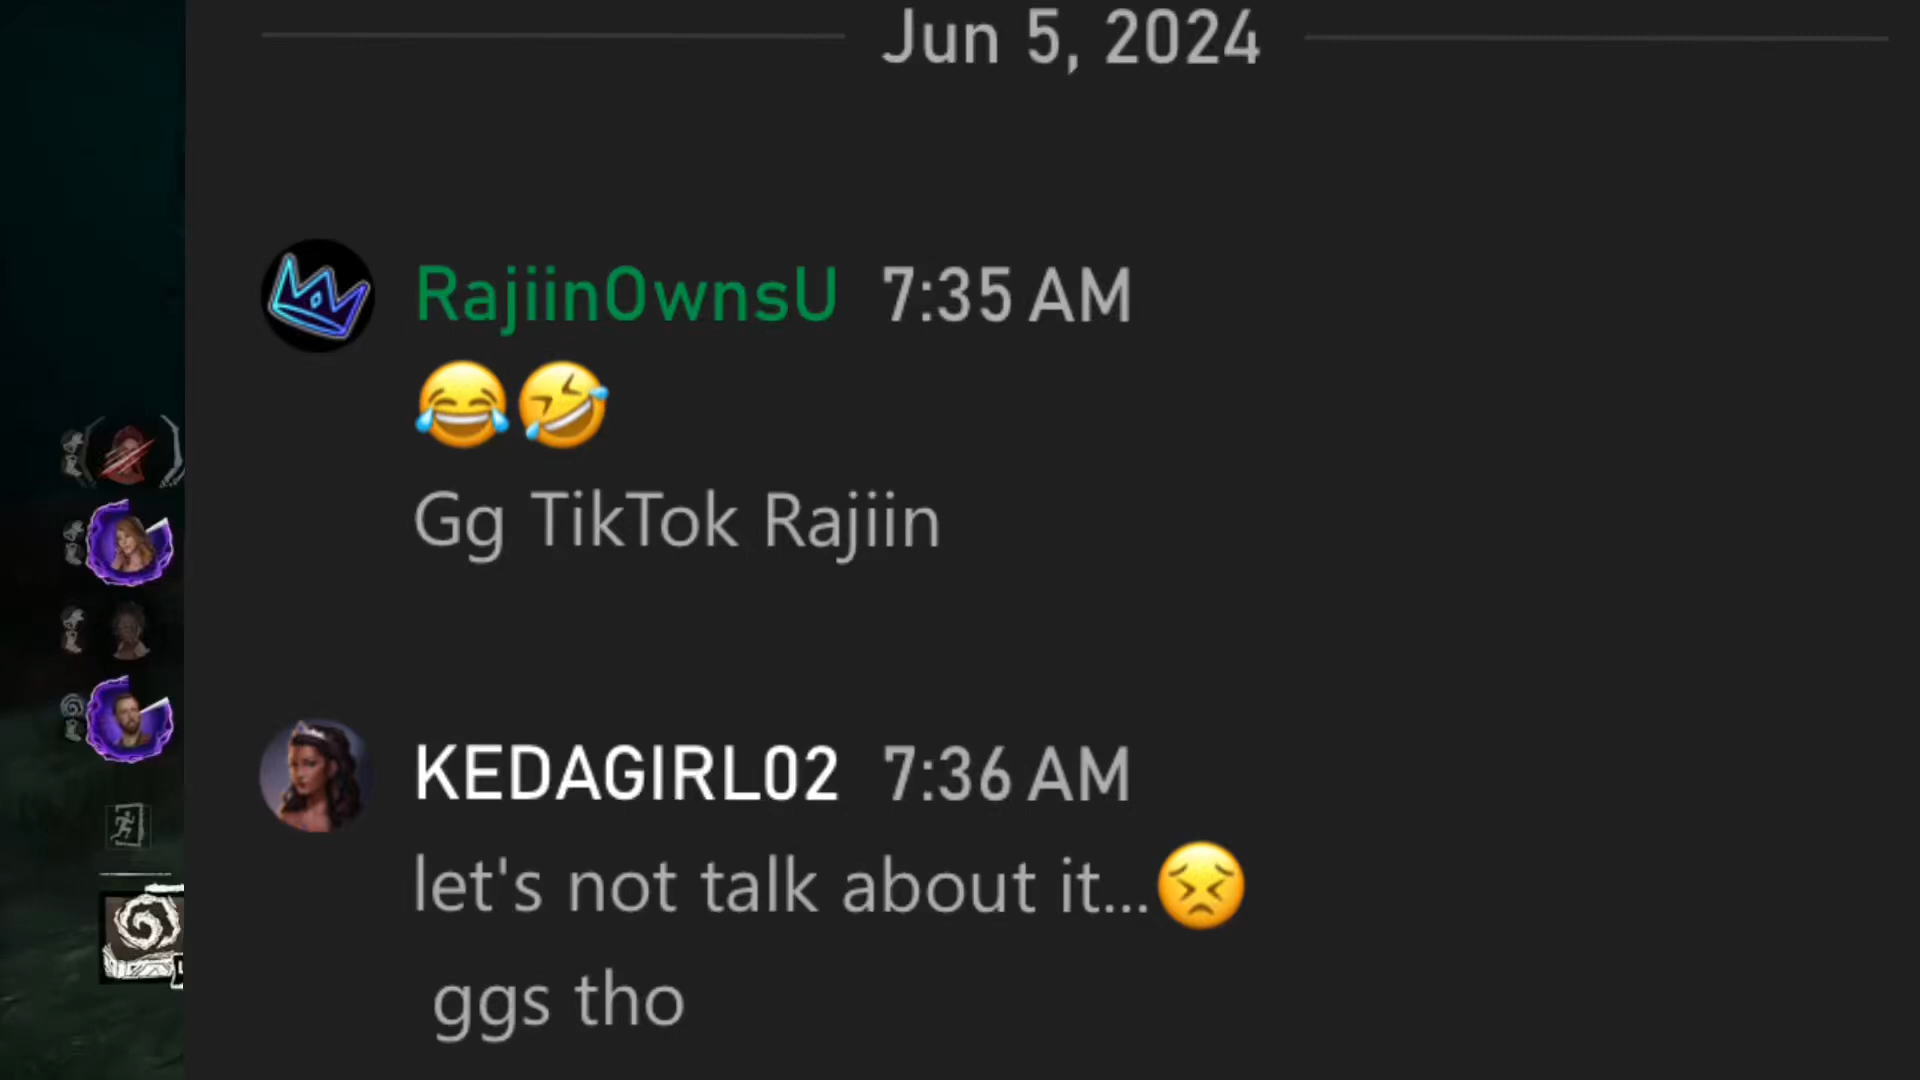 Jun 5, 2024
RajiinOwnsU 7:35 AM
😂🤣
Gg TikTok Rajiin
KEDAGIRL02 7:36 AM
let's not talk about it...😣
ggs tho